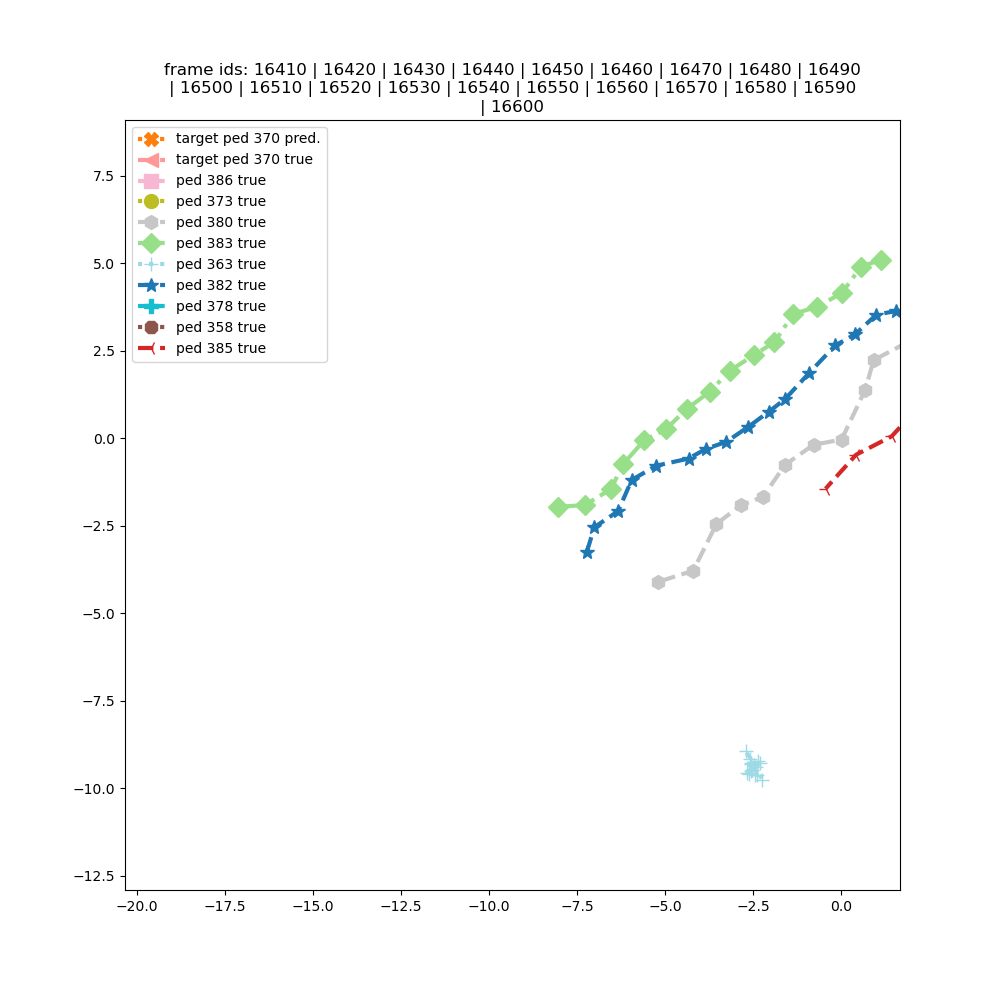 frame ids: 16410 | 16420 | 16430 | 16440 | 16450 | 16460 | 16470 | 16480 | 16490
| 16500 | 16510 | 16520 | 16530 | 16540 | 16550 | 16560 | 16570 | 16580 | 16590
| 16600
target ped 370 pred.
target ped 370 true
ped 386 true
ped 373 true
ped 380 true
ped 383 true
ped 363 true
ped 382 true
ped 378 true
ped 358 true
ped 385 true
7.5
5.0
2.5
0.0
−2.5
−5.0
−7.5
−10.0
−12.5
−20.0 −17.5 −15.0 −12.5 −10.0 −7.5 −5.0 −2.5 0.0